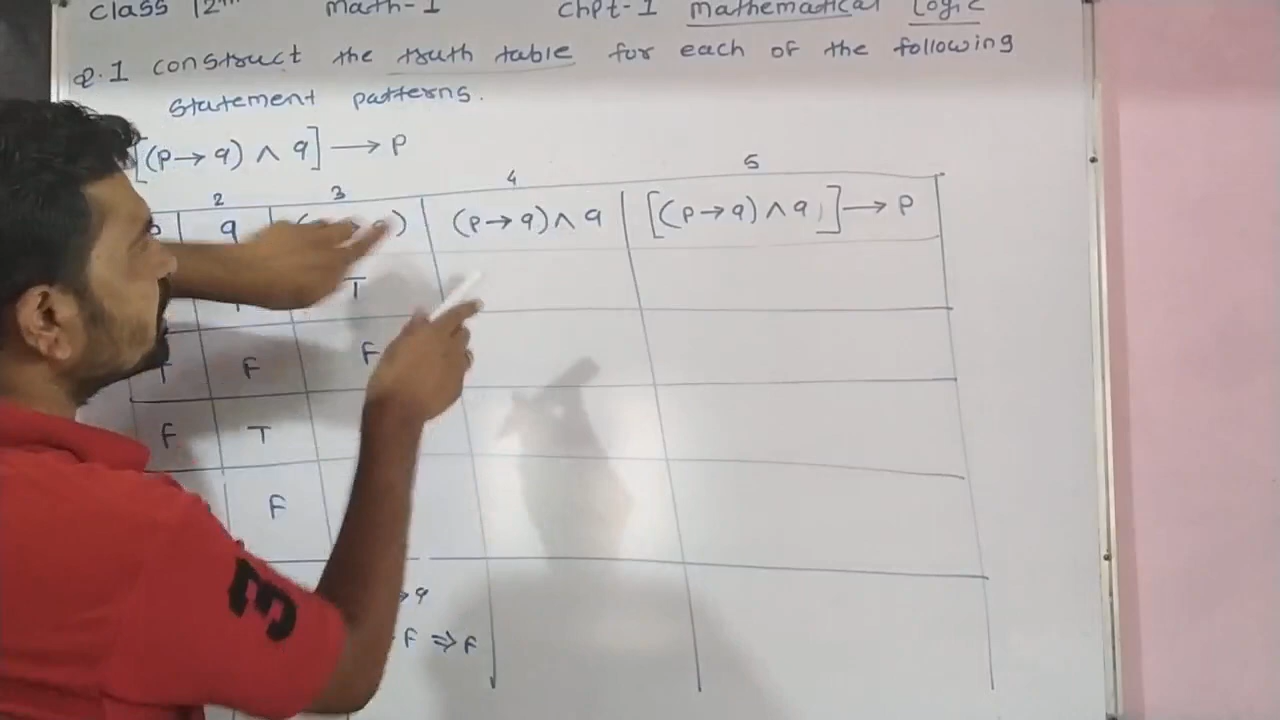 class 12th math-1 chpt-1 mathematical logic
Q.1 construct the truth table for each of the following
statement patterns.
[(p→q) ∧ q] → p
2 3 4 5
q q) (p→q)∧q [(p→q)∧q] → p
T
T F F
F T
F
→ q
F ⇒ F